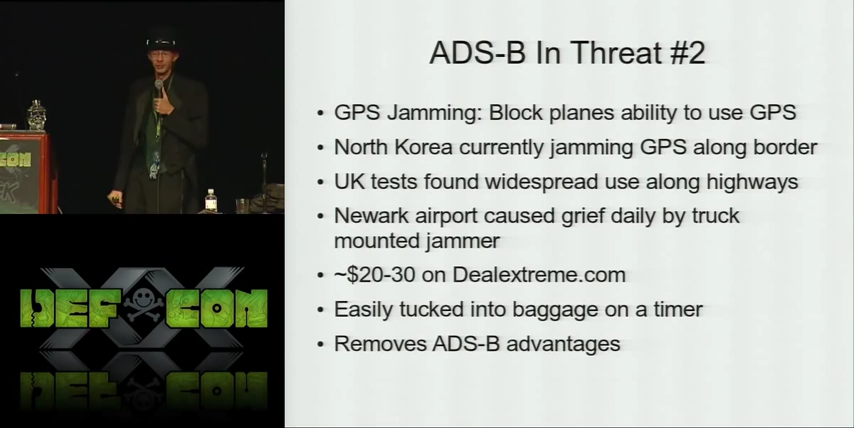 ADS-B In Threat #2
• GPS Jamming: Block planes ability to use GPS
• North Korea currently jamming GPS along border
• UK tests found widespread use along highways
• Newark airport caused grief daily by truck
mounted jammer
• ~$20-30 on Dealextreme.com
• Easily tucked into baggage on a timer
• Removes ADS-B advantages
DEF CON
XX